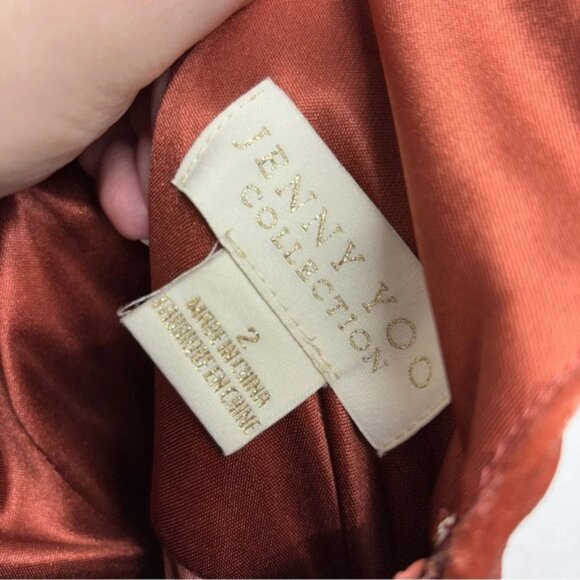 JENNY YOO
COLLECTION
2
MADE IN CHINA
FABRIQUE EN CHINE